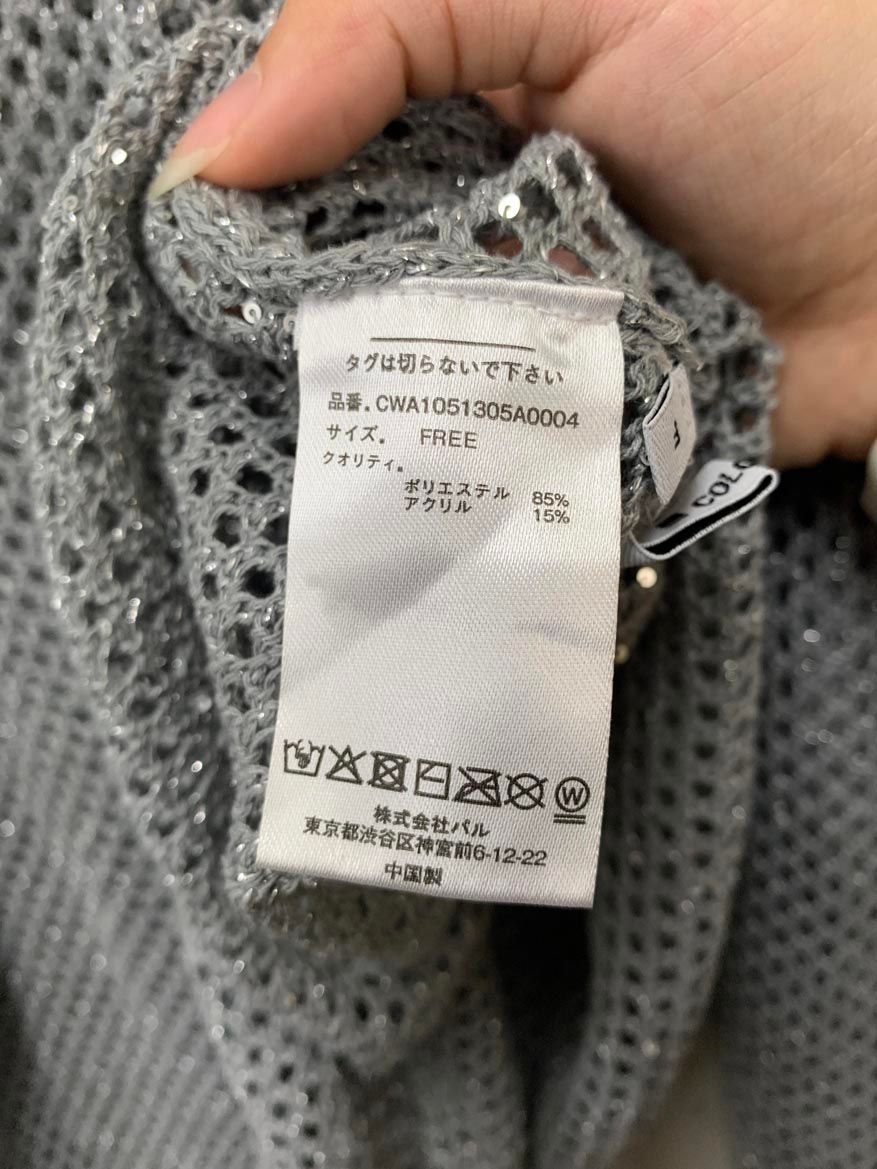 タグは切らないで下さい
品番. CWA1051305A0004
サイズ. FREE
クオリティ.
ポリエステル 85%
アクリル 15%
W
株式会社パル
東京都渋谷区神宮前6-12-22
中国製
F
COLO